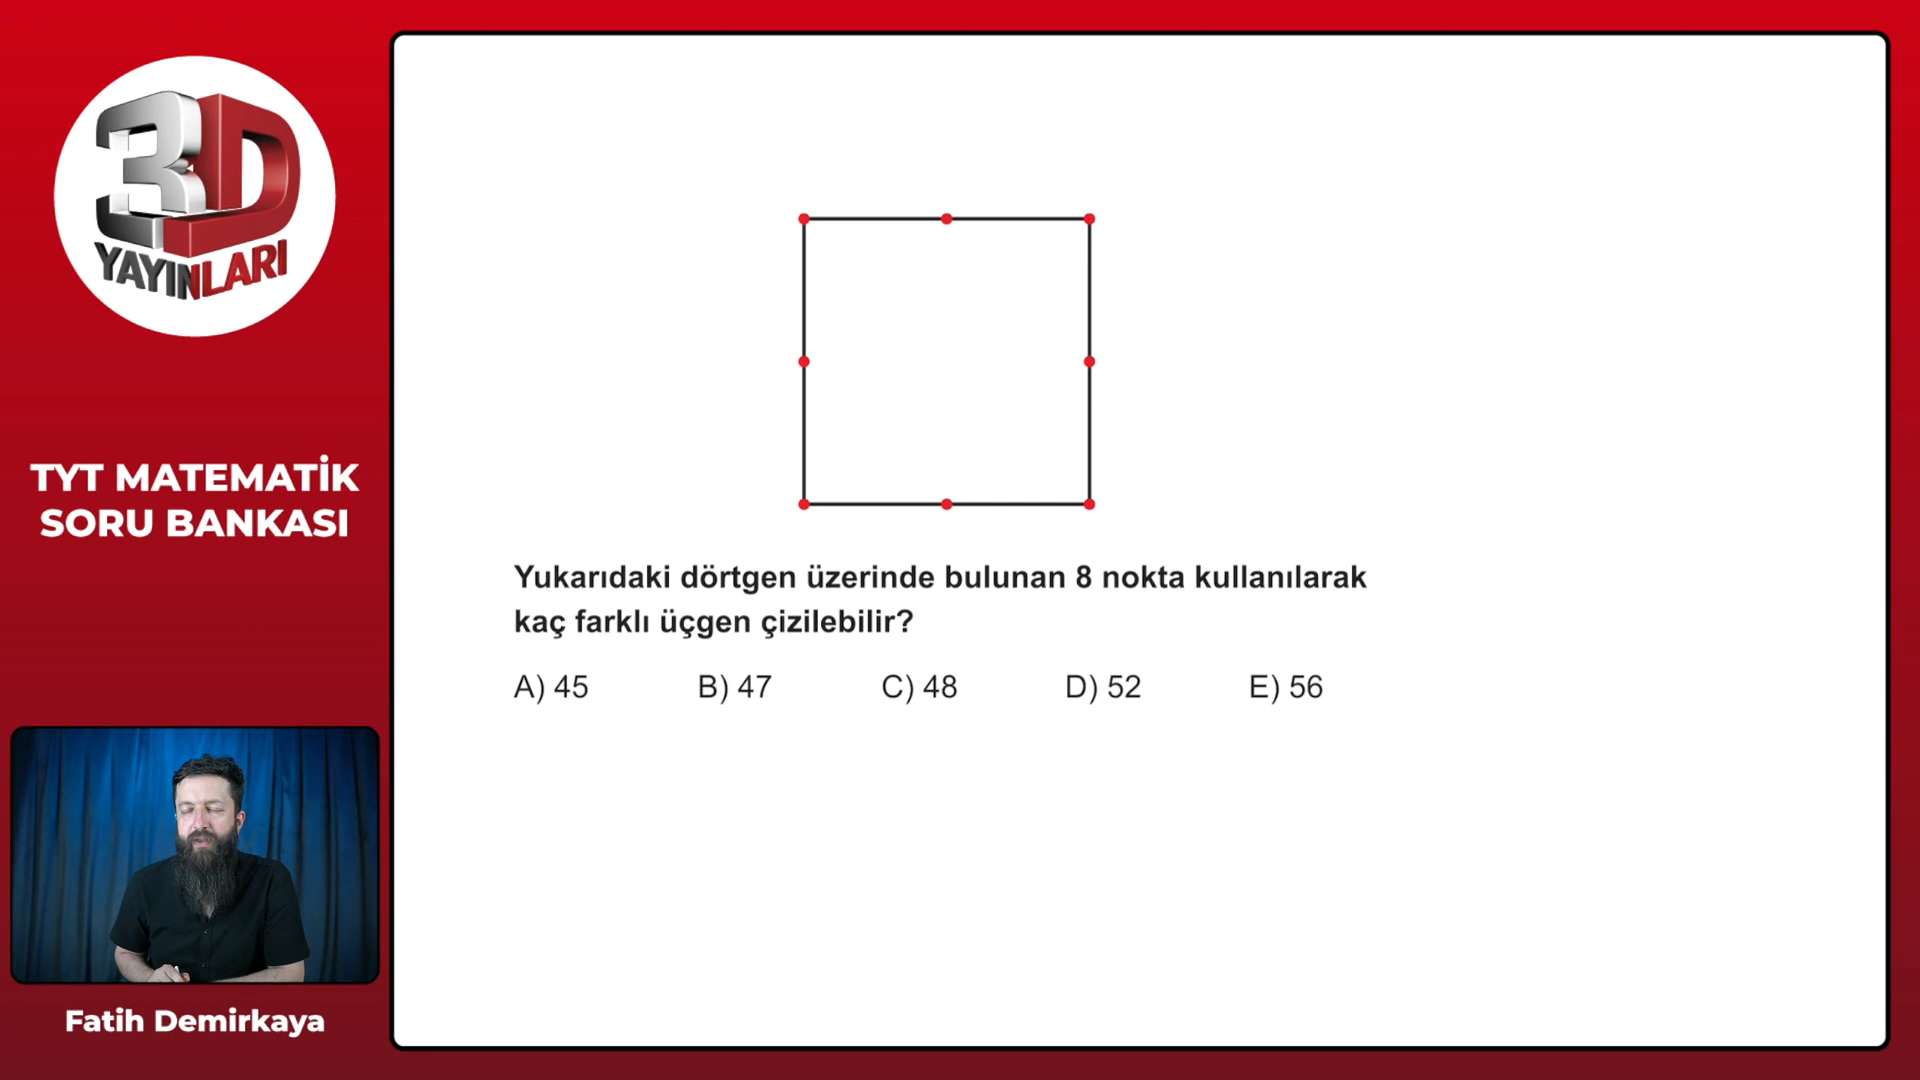 3D
YAYINLARI
TYT MATEMATİK
SORU BANKASI
Yukarıdaki dörtgen üzerinde bulunan 8 nokta kullanılarak
kaç farklı üçgen çizilebilir?
A) 45 B) 47 C) 48 D) 52 E) 56
Fatih Demirkaya